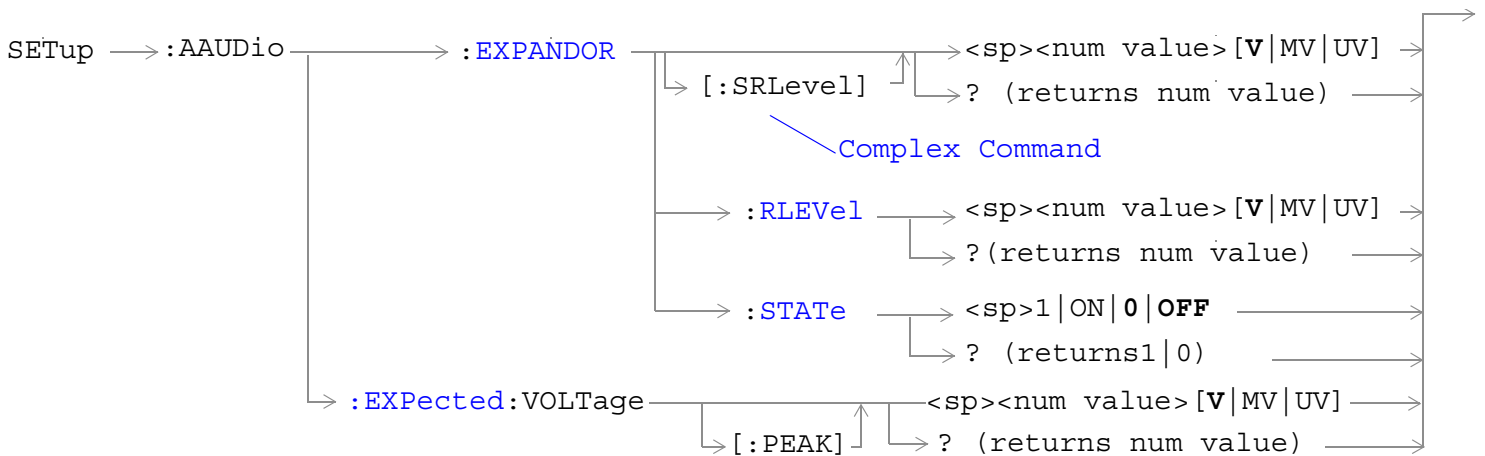 SETup :AAUDio :EXPANDOR <sp><num value>[V|MV|UV]
[:SRLevel] ? (returns num value)
Complex Command
:RLEVel <sp><num value>[V|MV|UV]
?(returns num value)
:STATe <sp>1|ON|0|OFF
? (returns1|0)
:EXPected:VOLTage <sp><num value>[V|MV|UV]
[:PEAK] ? (returns num value)